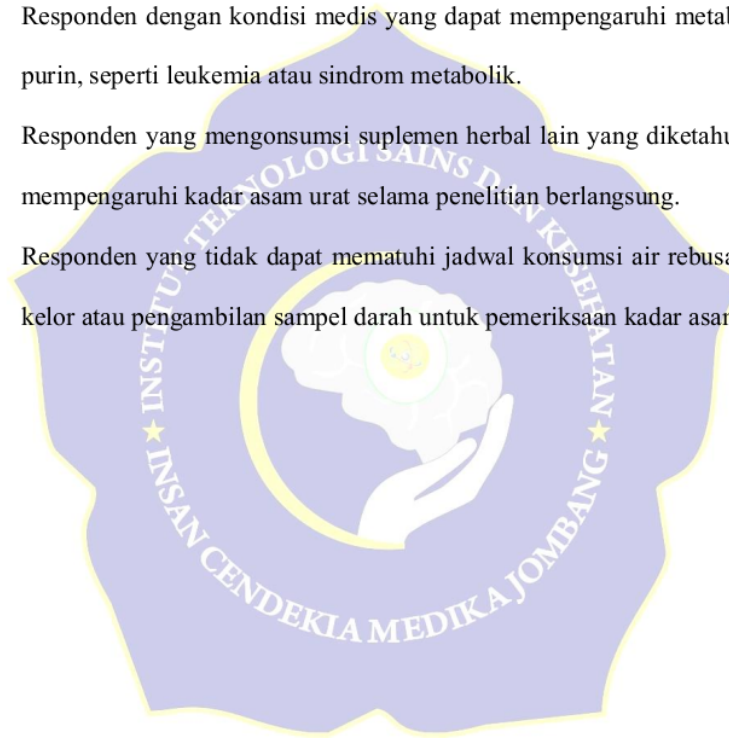 Responden dengan kondisi medis yang dapat mempengaruhi metab
purin, seperti leukemia atau sindrom metabolik.
Responden yang mengonsumsi suplemen herbal lain yang diketahu
mempengaruhi kadar asam urat selama penelitian berlangsung.
Responden yang tidak dapat mematuhi jadwal konsumsi air rebusa
kelor atau pengambilan sampel darah untuk pemeriksaan kadar asam
INSTITUT TEKNOLOGI SAINS DAN KESEHATAN
INSAN CENDEKIA MEDIKA JOMBANG